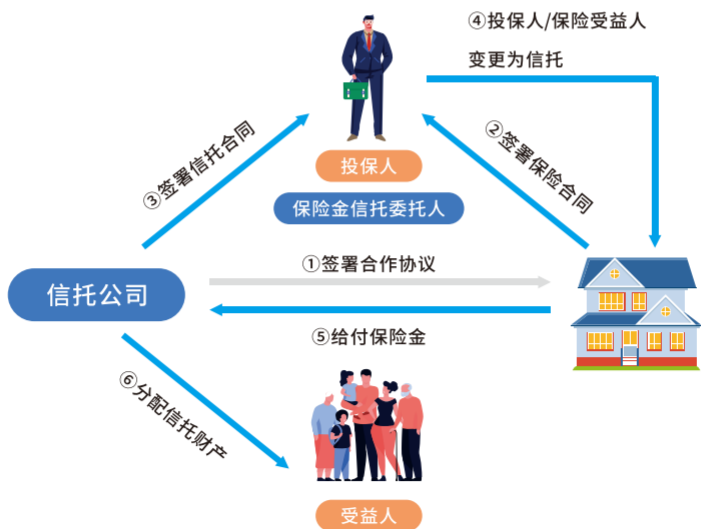 ④投保人/保险受益人
变更为信托
③签署信托合同
②签署保险合同
投保人
保险金信托委托人
①签署合作协议
信托公司
⑤给付保险金
⑥分配信托财产
受益人